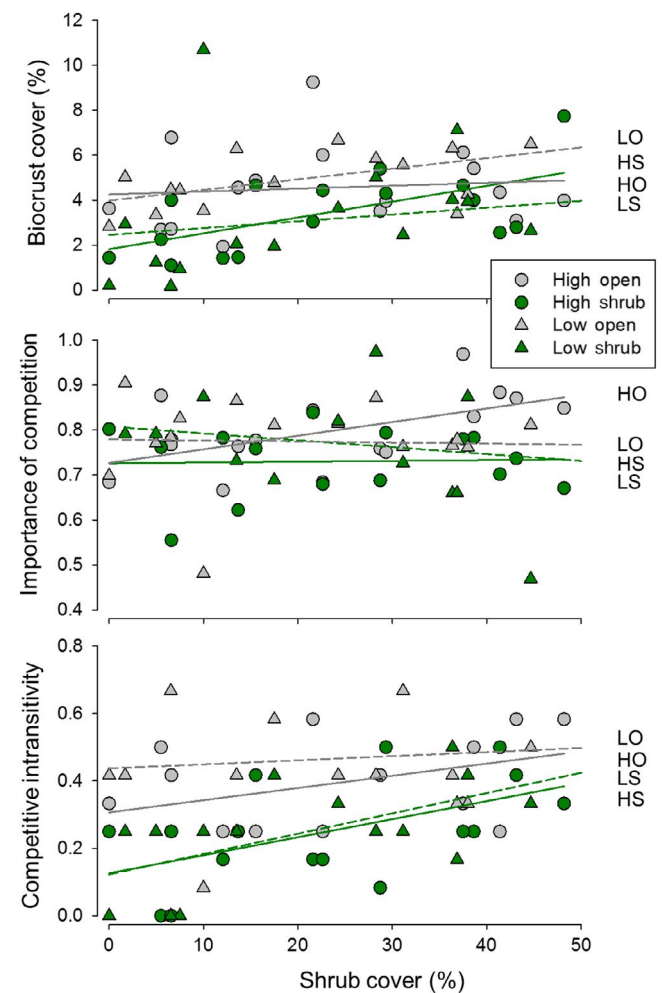 12
10
8
6
4
2
0
Biocrust cover (%)
LO
HS
HO
LS
High open
High shrub
Low open
Low shrub
1.0
0.9
0.8
0.7
0.6
0.5
0.4
Importance of competition
HO
LO
HS
LS
0.8
0.6
0.4
0.2
0.0
Competitive intransitivity
LO
HO
LS
HS
0 10 20 30 40 50
Shrub cover (%)